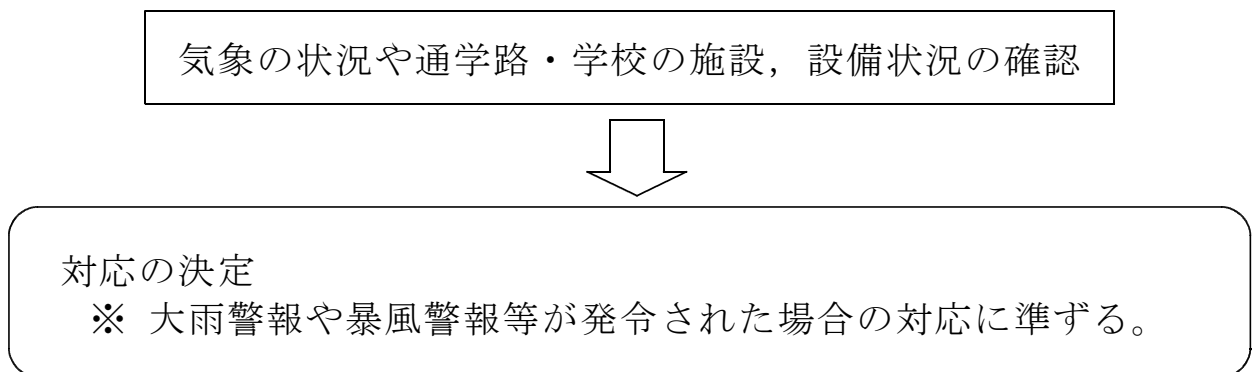 気象の状況や通学路・学校の施設，設備状況の確認
対応の決定
※ 大雨警報や暴風警報等が発令された場合の対応に準ずる。